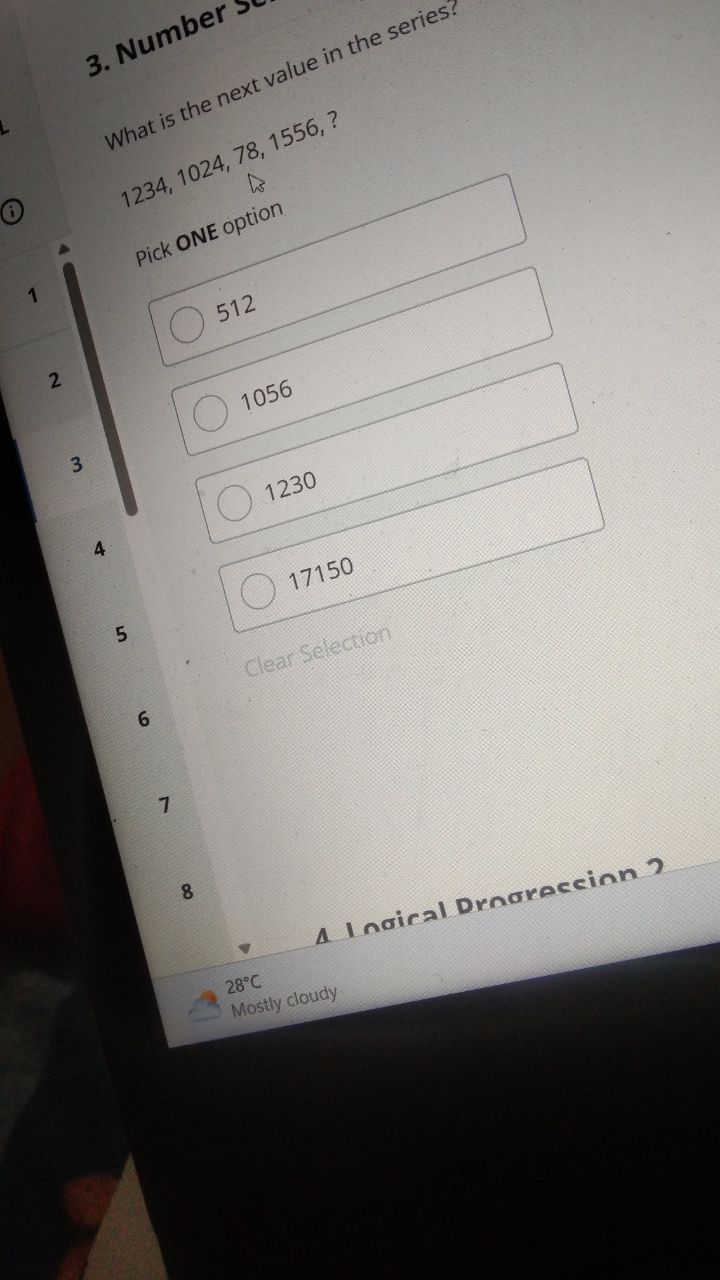 3. Number
What is the next value in the series?
1234, 1024, 78, 1556, ?
Pick ONE option
512
1056
1230
17150
Clear Selection
1
2
3
4
5
6
7
8
4. Logical Progression 2
28°C
Mostly cloudy